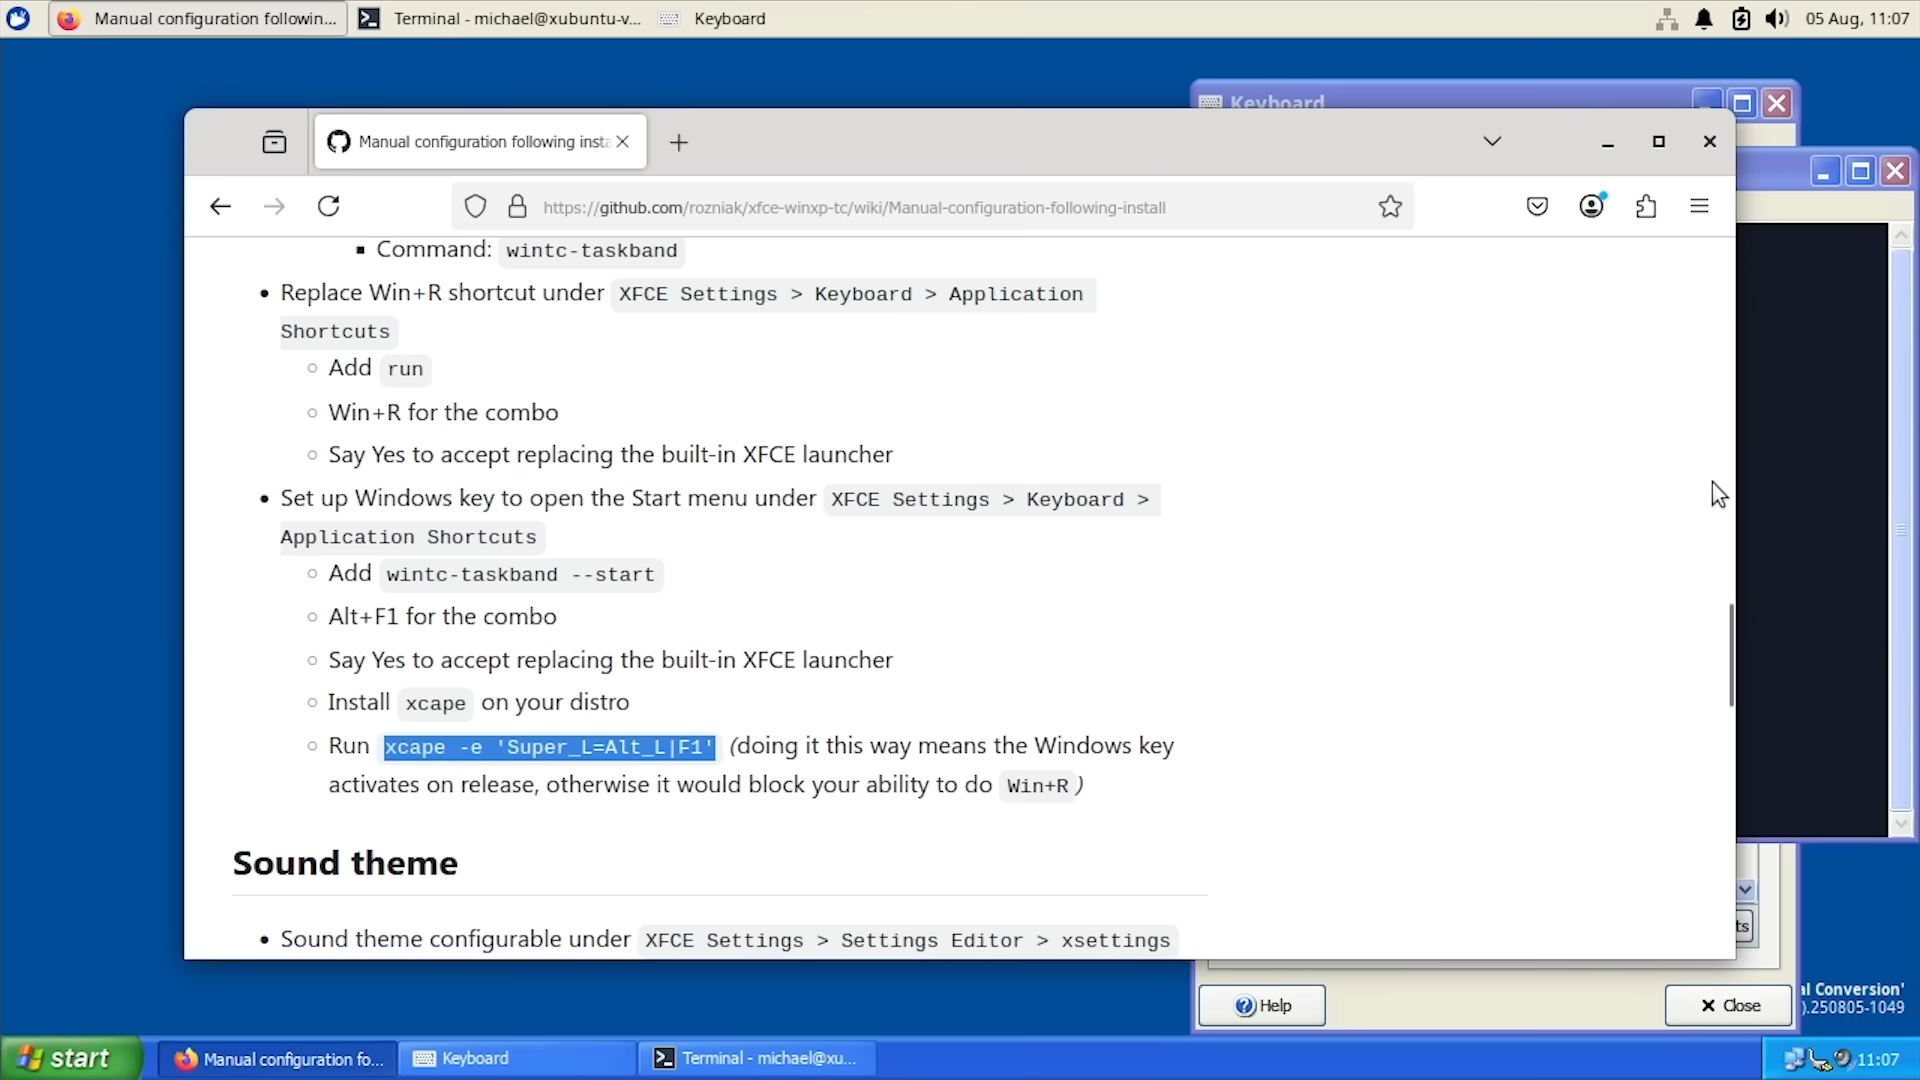 Manual configuration followin...
Terminal - michael@xubuntu-v...
Keyboard
05 Aug, 11:07
Keyboard
Manual configuration following insta
https://github.com/rozniak/xfce-winxp-tc/wiki/Manual-configuration-following-install
Command: wintc-taskband
Replace Win+R shortcut under XFCE Settings > Keyboard > Application
Shortcuts
Add run
Win+R for the combo
Say Yes to accept replacing the built-in XFCE launcher
Set up Windows key to open the Start menu under XFCE Settings > Keyboard >
Application Shortcuts
Add wintc-taskband --start
Alt+F1 for the combo
Say Yes to accept replacing the built-in XFCE launcher
Install xcape on your distro
Run xcape -e 'Super_L=Alt_L|F1' (doing it this way means the Windows key
activates on release, otherwise it would block your ability to do Win+R)
Sound theme
Sound theme configurable under XFCE Settings > Settings Editor > xsettings
ts
Help
Close
al Conversion'
).250805-1049
start
Manual configuration fo...
Keyboard
Terminal - michael@xu...
11:07